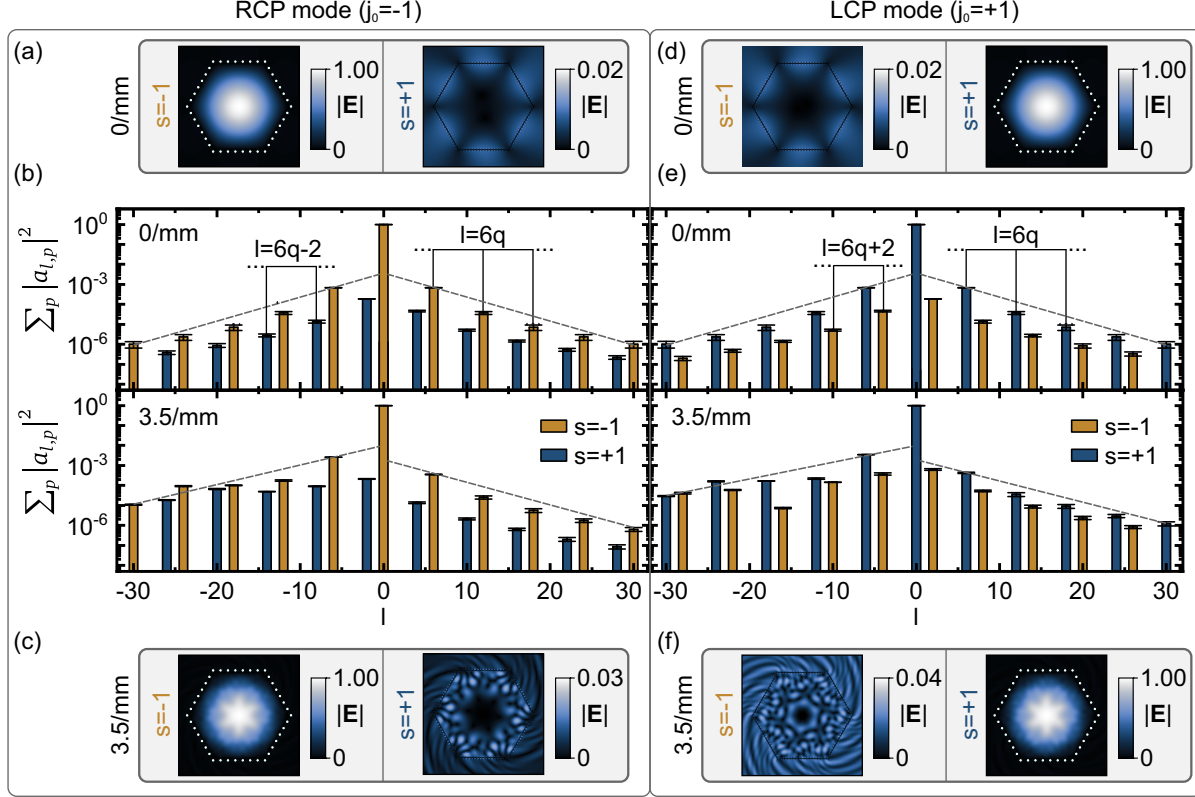 RCP mode (j₀=-1)
LCP mode (j₀=+1)
(a)
0/mm
s=-1
1.00
|E|
0
s=+1
0.02
|E|
0
(d)
0/mm
s=-1
0.02
|E|
0
s=+1
1.00
|E|
0
(b)
∑ₚ |aₗ,ₚ|²
10⁰
10⁻³
10⁻⁶
0/mm
l=6q-2
l=6q
∑ₚ |aₗ,ₚ|²
10⁰
10⁻³
10⁻⁶
3.5/mm
s=-1
s=+1
-30 -20 -10 0 10 20 30
l
(e)
0/mm
l=6q+2
l=6q
3.5/mm
s=-1
s=+1
-30 -20 -10 0 10 20 30
l
(c)
3.5/mm
s=-1
1.00
|E|
0
s=+1
0.03
|E|
0
(f)
3.5/mm
s=-1
0.04
|E|
0
s=+1
1.00
|E|
0